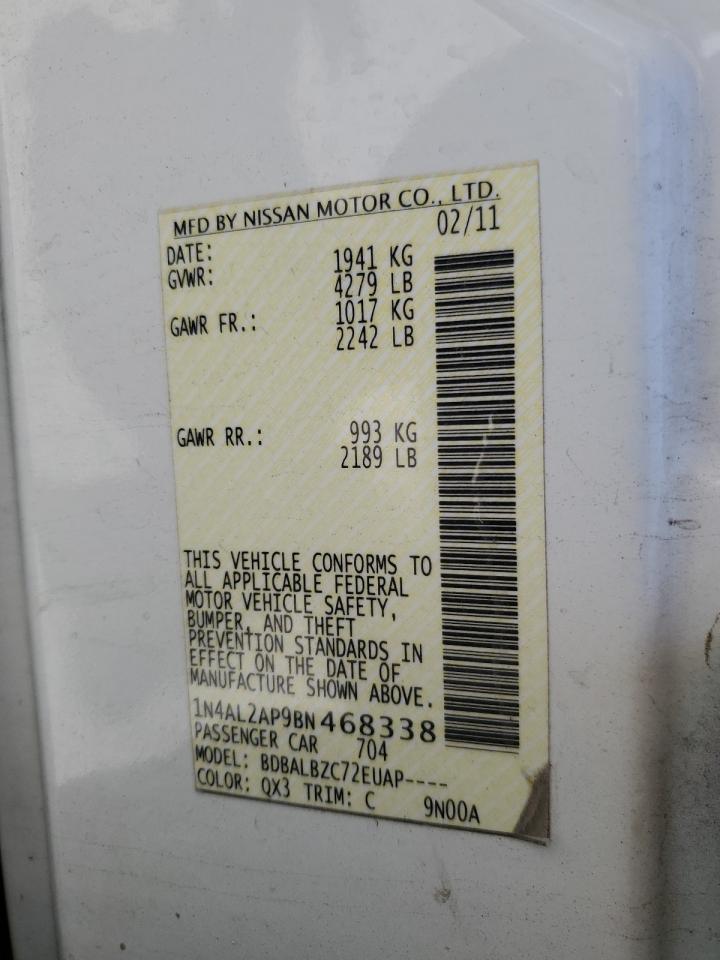 MFD BY NISSAN MOTOR CO., LTD.
DATE: 02/11
GVWR: 1941 KG
4279 LB
GAWR FR.: 1017 KG
2242 LB
GAWR RR.: 993 KG
2189 LB
THIS VEHICLE CONFORMS TO
ALL APPLICABLE FEDERAL
MOTOR VEHICLE SAFETY,
BUMPER, AND THEFT
PREVENTION STANDARDS IN
EFFECT ON THE DATE OF
MANUFACTURE SHOWN ABOVE.
1N4AL2AP9BN468338
PASSENGER CAR 704
MODEL: BDBALBZC72EUAP----
COLOR: QX3 TRIM: C 9N00A